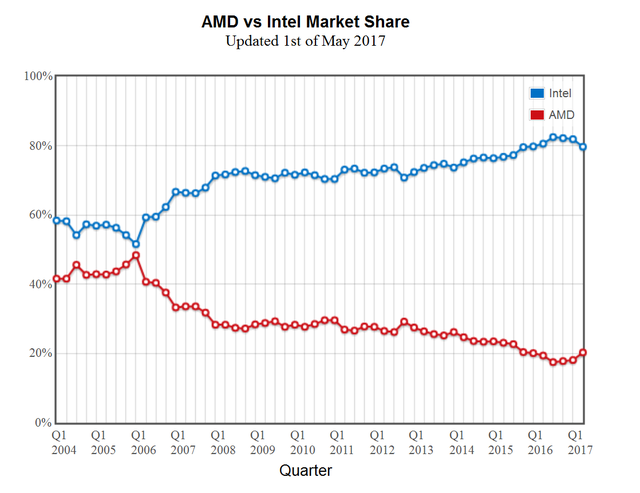 AMD vs Intel Market Share
Updated 1st of May 2017
100%
Intel
AMD
80%
60%
40%
20%
0%
Q1 Q1 Q1 Q1 Q1 Q1 Q1 Q1 Q1 Q1 Q1 Q1 Q1 Q1
2004 2005 2006 2007 2008 2009 2010 2011 2012 2013 2014 2015 2016 2017
Quarter